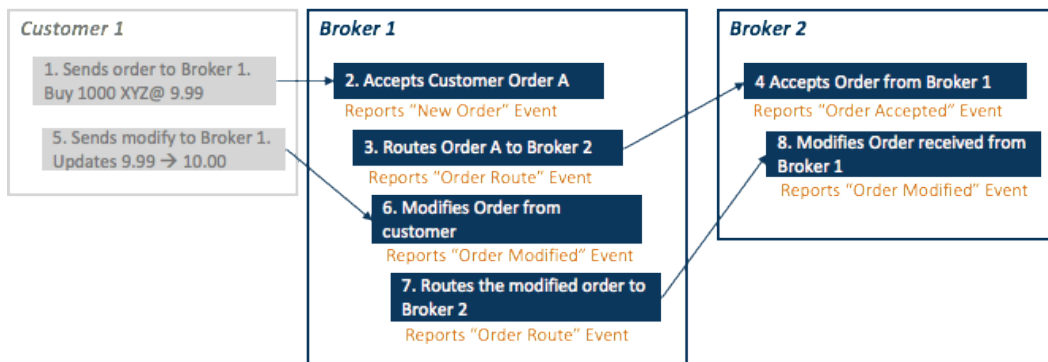 Customer 1
1. Sends order to Broker 1.
Buy 1000 XYZ@ 9.99
5. Sends modify to Broker 1.
Updates 9.99 → 10.00
Broker 1
2. Accepts Customer Order A
Reports "New Order" Event
3. Routes Order A to Broker 2
Reports "Order Route" Event
6. Modifies Order from
customer
Reports "Order Modified" Event
7. Routes the modified order to
Broker 2
Reports "Order Route" Event
Broker 2
4 Accepts Order from Broker 1
Reports "Order Accepted" Event
8. Modifies Order received from
Broker 1
Reports "Order Modified" Event